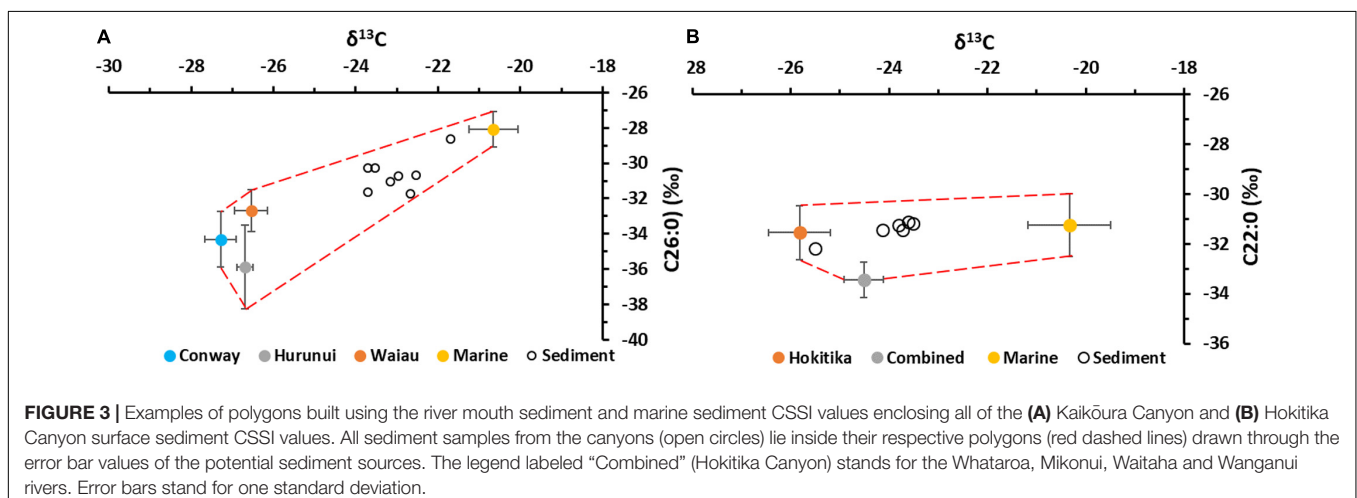 A
δ13C
-30 -28 -26 -24 -22 -20 -18
-26
-28
-30
-32
-34
-36
-38
-40
C26:0) (‰)
Conway Hurunui Waiau Marine Sediment
B
δ13C
28 -26 -24 -22 -20 -18
-26
-28
-30
-32
-34
-36
C22:0 (‰)
Hokitika Combined Marine Sediment
FIGURE 3 | Examples of polygons built using the river mouth sediment and marine sediment CSSI values enclosing all of the (A) Kaikōura Canyon and (B) Hokitika
Canyon surface sediment CSSI values. All sediment samples from the canyons (open circles) lie inside their respective polygons (red dashed lines) drawn through the
error bar values of the potential sediment sources. The legend labeled “Combined” (Hokitika Canyon) stands for the Whataroa, Mikonui, Waitaha and Wanganui
rivers. Error bars stand for one standard deviation.